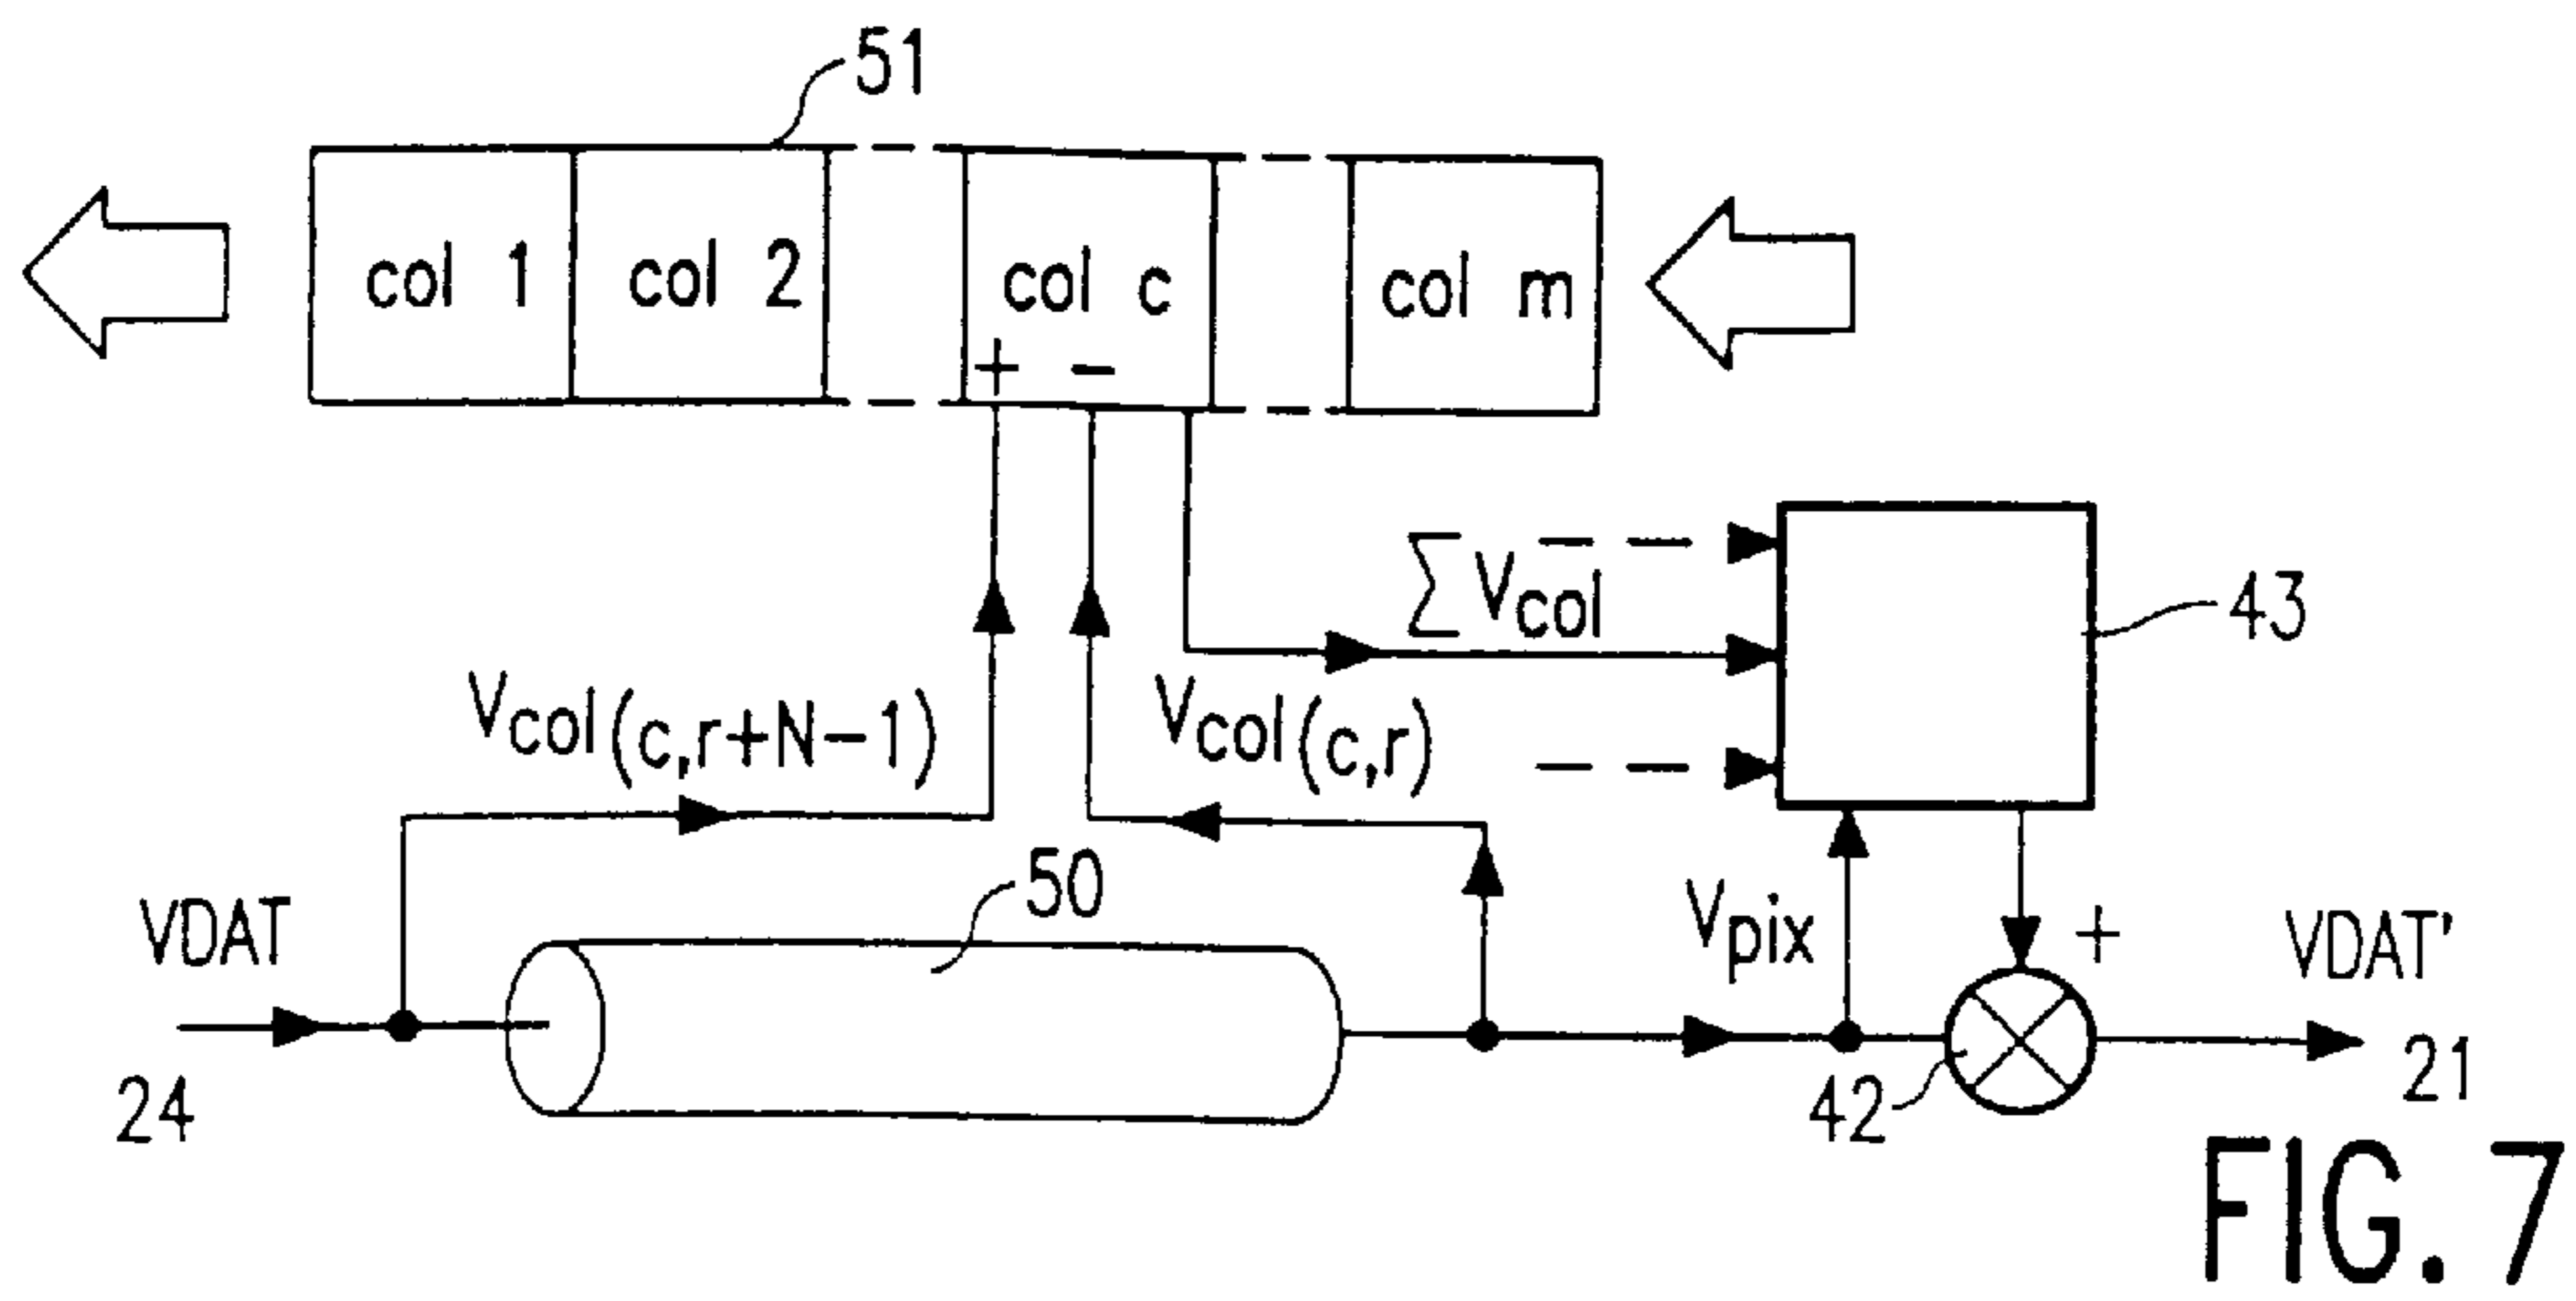 51
col 1 col 2 col c col m
+ -
∑Vcol
43
Vcol(c,r+N-1) Vcol(c,r)
50
VDAT Vpix + VDAT'
24 42 21
FIG. 7